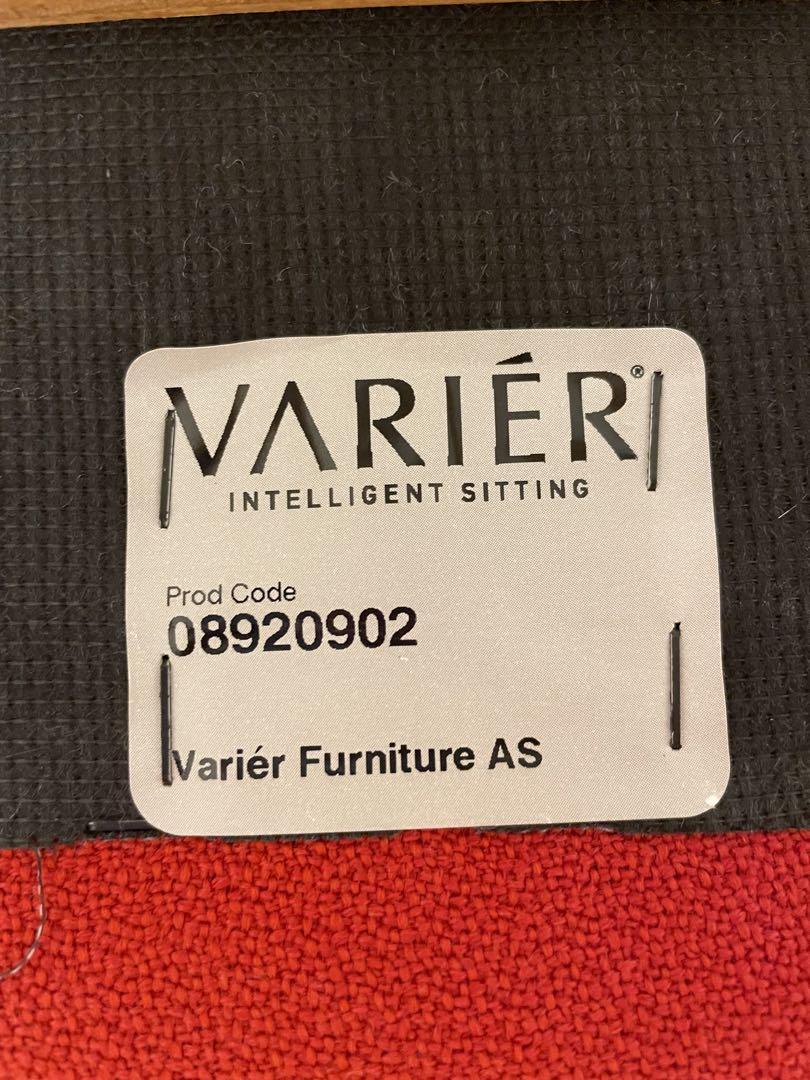 VARIÉR®
INTELLIGENT SITTING
Prod Code
08920902
Variér Furniture AS